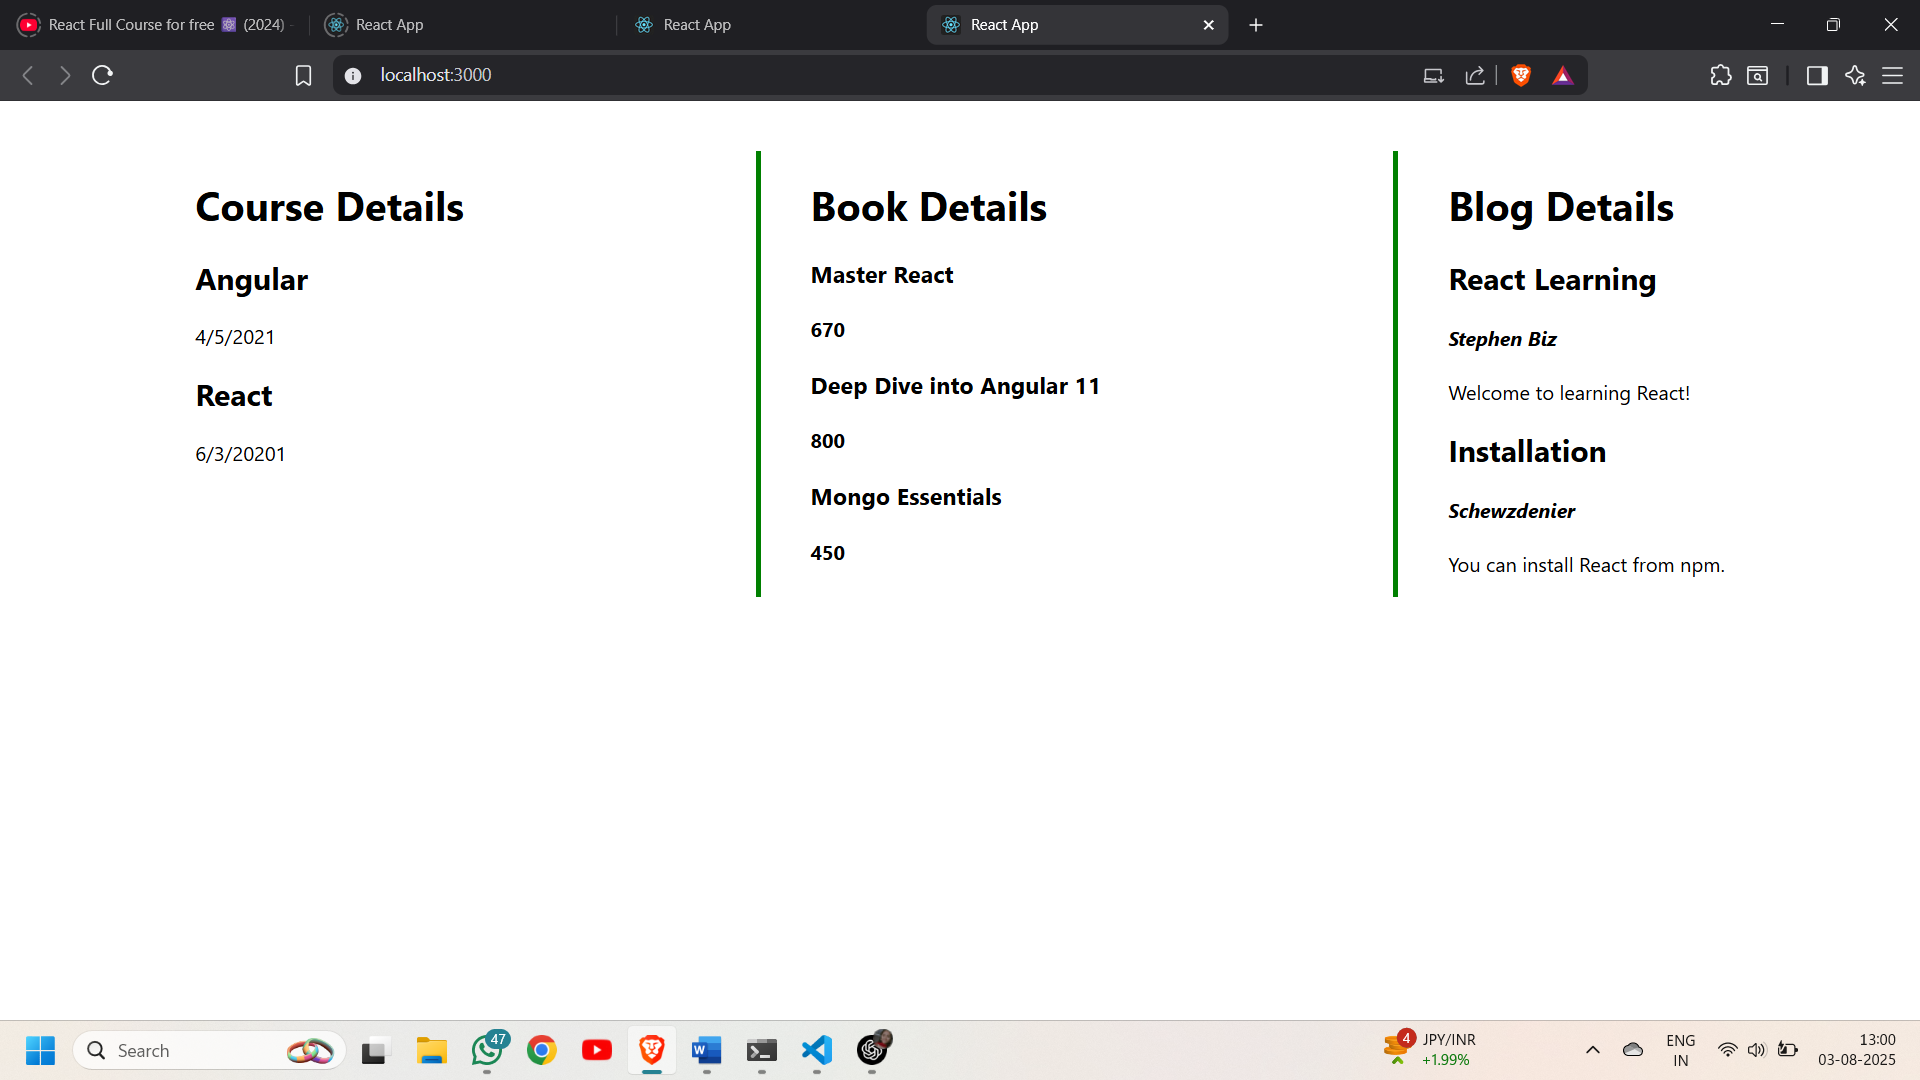 React Full Course for free ⚛️ (2024)
React App
React App
React App
localhost:3000
Course Details
Angular
4/5/2021
React
6/3/20201
Book Details
Master React
670
Deep Dive into Angular 11
800
Mongo Essentials
450
Blog Details
React Learning
Stephen Biz
Welcome to learning React!
Installation
Schewzdenier
You can install React from npm.
Search
47
W
4
JPY/INR
+1.99%
ENG
IN
13:00
03-08-2025